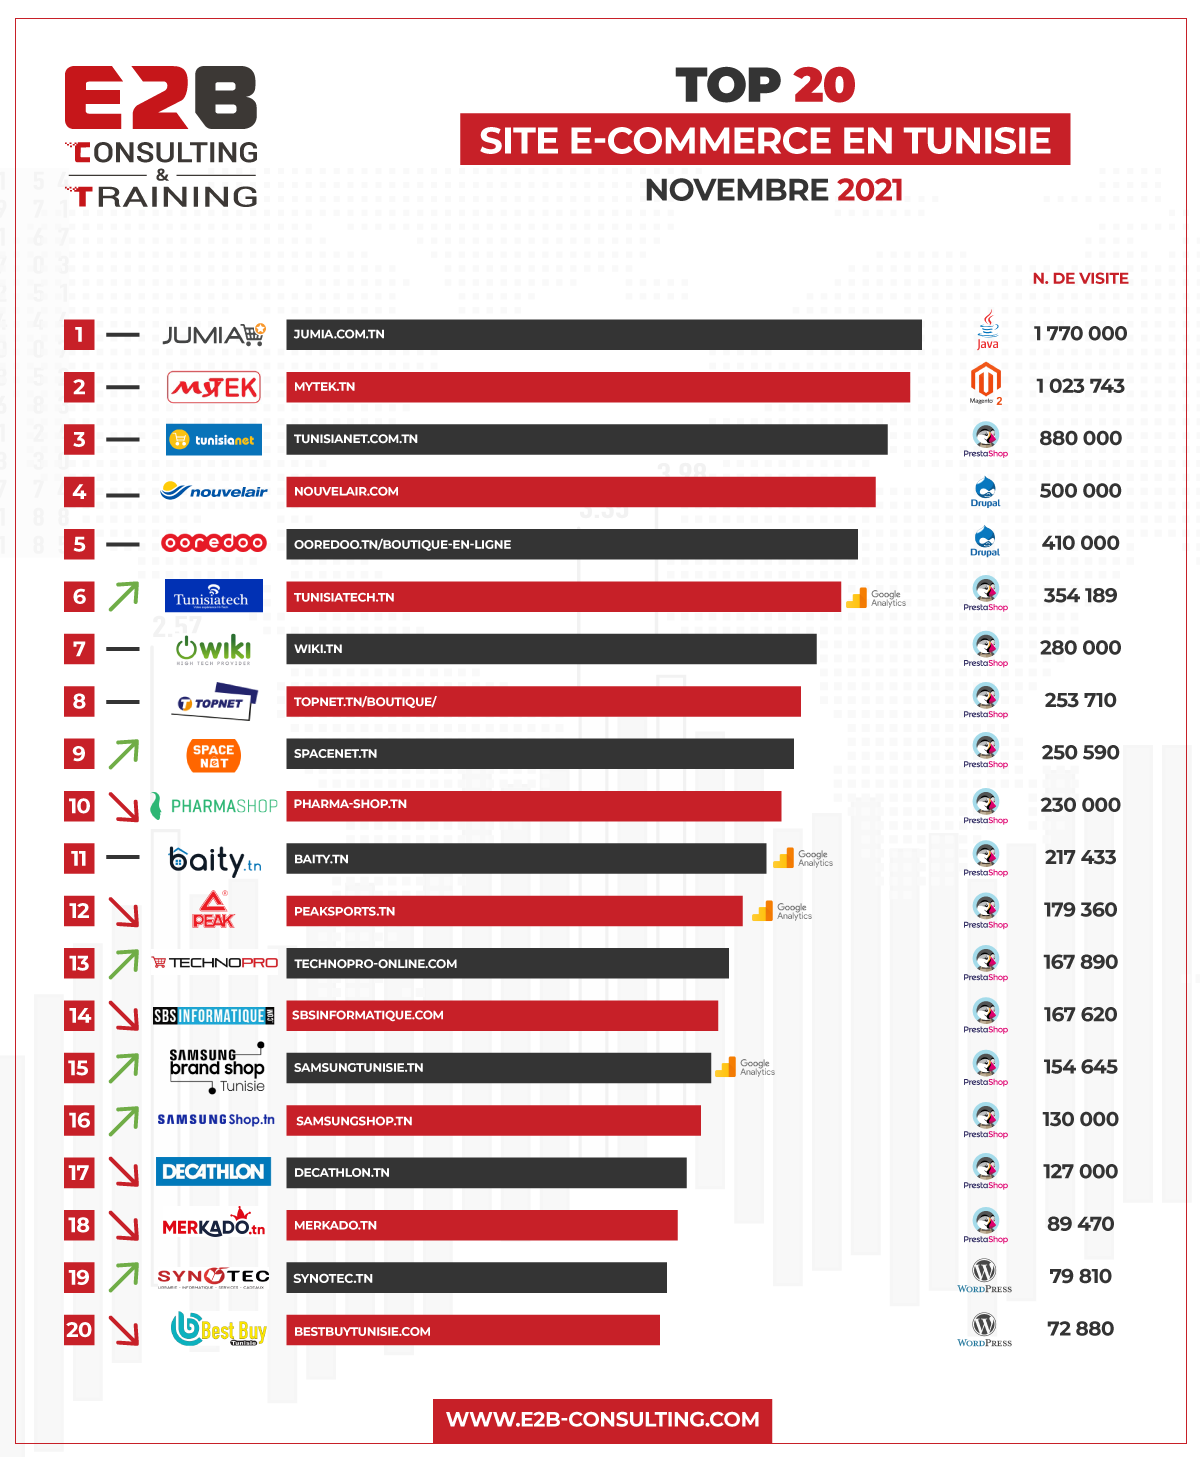 E2B
CONSULTING
&
TRAINING
TOP 20
SITE E-COMMERCE EN TUNISIE
NOVEMBRE 2021
N. DE VISITE
1 JUMIA JUMIA.COM.TN Java 1 770 000
2 MYTEK MYTEK.TN Magento 2 1 023 743
3 tunisianet TUNISIANET.COM.TN PrestaShop 880 000
4 nouvelair NOUVELAIR.COM Drupal 500 000
5 ooredoo OOREDOO.TN/BOUTIQUE-EN-LIGNE Drupal 410 000
6 Tunisiatech TUNISIATECH.TN Google Analytics PrestaShop 354 189
7 wiki HIGH TECH PROVIDER WIKI.TN PrestaShop 280 000
8 TOPNET TOPNET.TN/BOUTIQUE/ PrestaShop 253 710
9 SPACE NET SPACENET.TN PrestaShop 250 590
10 PHARMASHOP PHARMA-SHOP.TN PrestaShop 230 000
11 baity.tn BAITY.TN Google Analytics PrestaShop 217 433
12 PEAK PEAKSPORTS.TN Google Analytics PrestaShop 179 360
13 TECHNOPRO TECHNOPRO-ONLINE.COM PrestaShop 167 890
14 SBSINFORMATIQUE.COM SBSINFORMATIQUE.COM PrestaShop 167 620
15 SAMSUNG brand shop Tunisie SAMSUNGTUNISIE.TN Google Analytics PrestaShop 154 645
16 SAMSUNG Shop.tn SAMSUNGSHOP.TN PrestaShop 130 000
17 DECATHLON DECATHLON.TN PrestaShop 127 000
18 MERKADO.tn MERKADO.TN PrestaShop 89 470
19 SYNOTEC LIBRAIRIE - INFORMATIQUE - SERVICES - CADEAUX SYNOTEC.TN WORDPRESS 79 810
20 Best Buy Tunisie BESTBUYTUNISIE.COM WORDPRESS 72 880
WWW.E2B-CONSULTING.COM